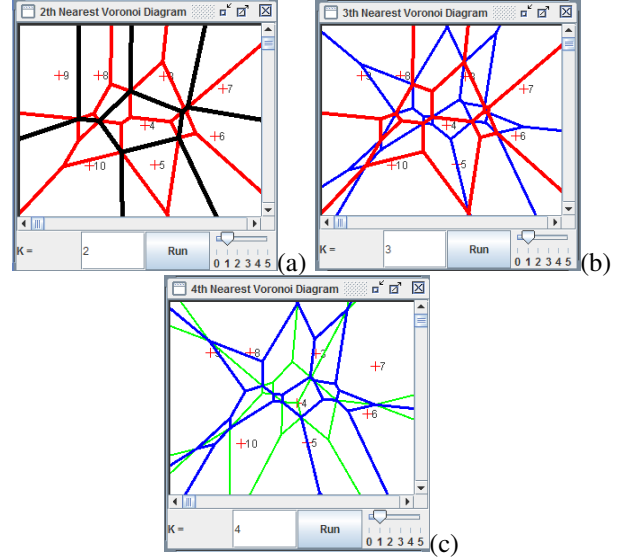 2th Nearest Voronoi Diagram
+9
+8
+3
+7
+4
+6
+5
+10
K =
2
Run
0 1 2 3 4 5
(a)
3th Nearest Voronoi Diagram
+9
+8
+3
+7
+4
+6
+5
+10
K =
3
Run
0 1 2 3 4 5
(b)
4th Nearest Voronoi Diagram
+9
+8
+3
+7
+4
+6
+5
+10
K =
4
Run
0 1 2 3 4 5
(c)